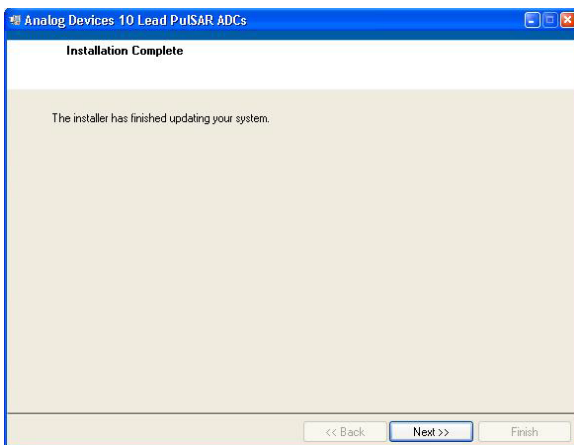 Analog Devices 10 Lead PulSAR ADCs
Installation Complete
The installer has finished updating your system.
<< Back
Next >>
Finish